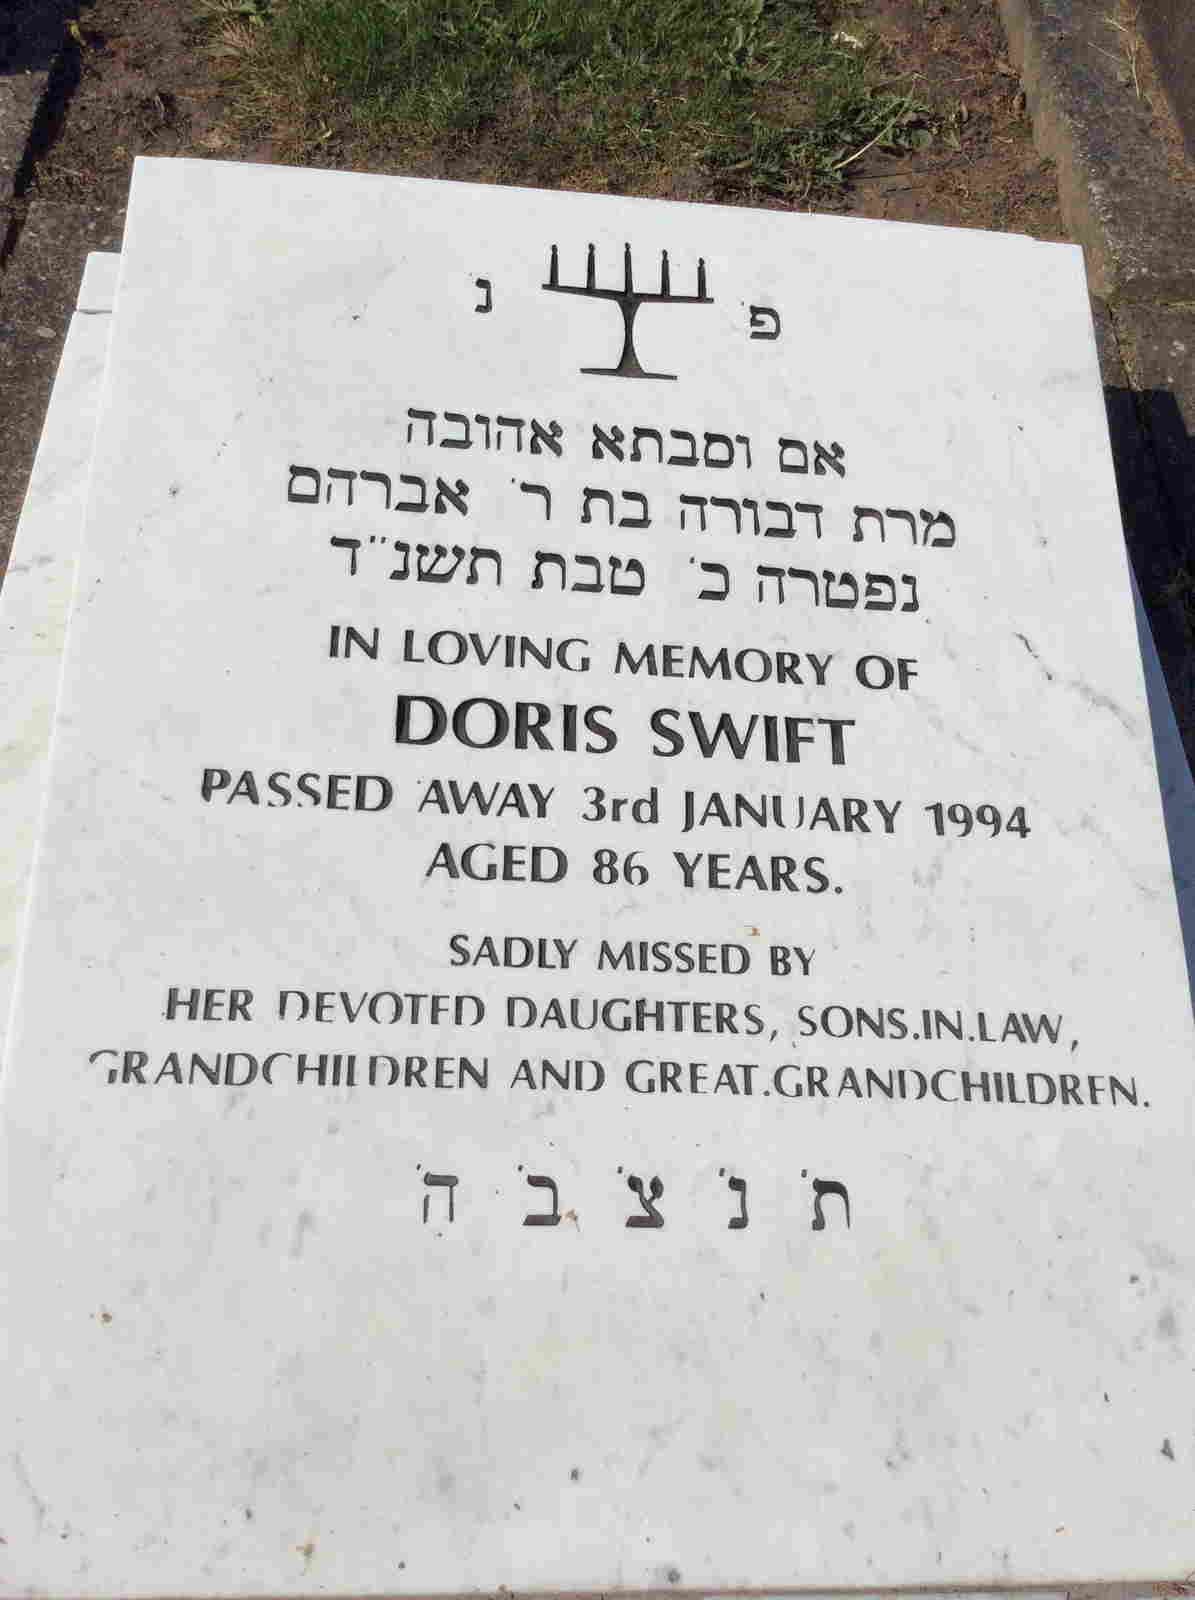 פ׳ נ׳
אם וסבתא אהובה
מרת דבורה בת ר׳ אברהם
נפטרה כ׳ טבת תשנ״ד
IN LOVING MEMORY OF
DORIS SWIFT
PASSED AWAY 3rd JANUARY 1994
AGED 86 YEARS.
SADLY MISSED BY
HER DEVOTED DAUGHTERS, SONS.IN.LAW,
GRANDCHILDREN AND GREAT.GRANDCHILDREN.
ת׳ נ׳ צ׳ ב׳ ה׳